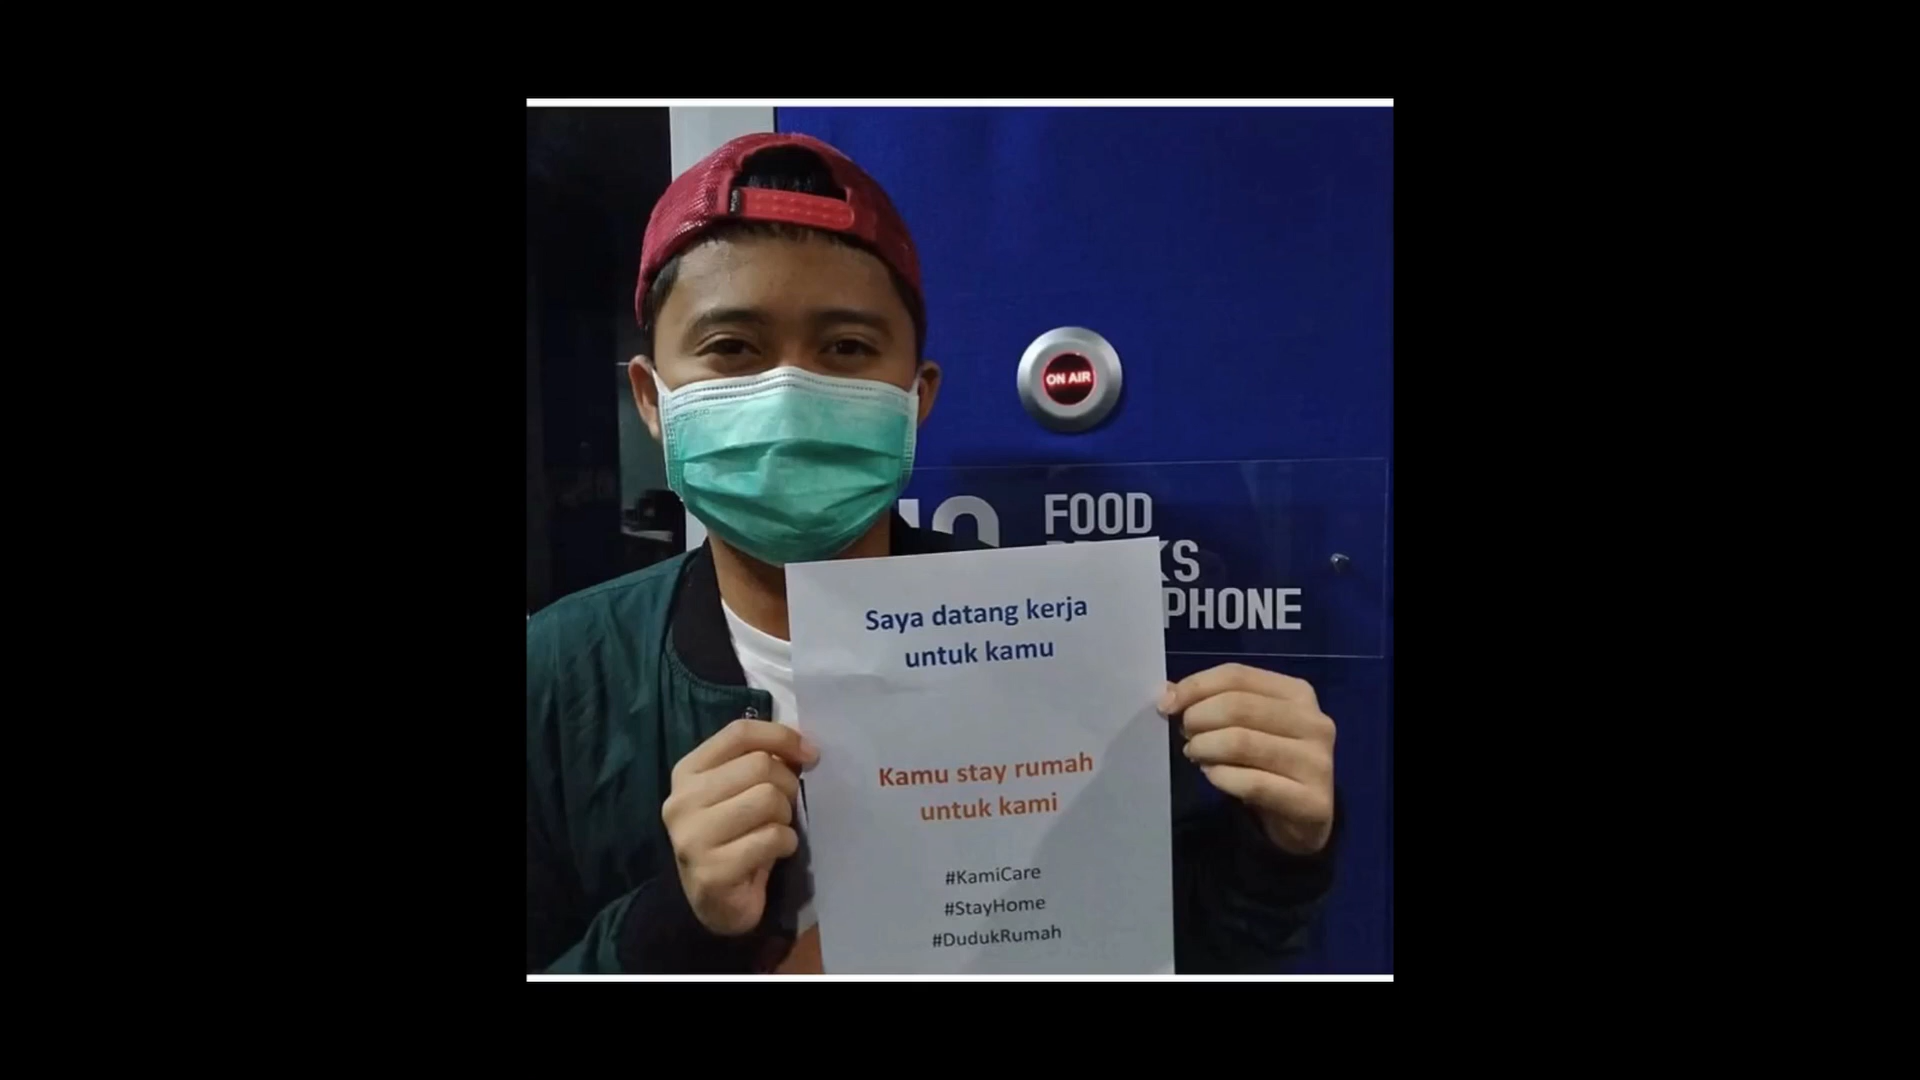 ON AIR
FOOD
PHONE
Saya datang kerja
untuk kamu
Kamu stay rumah
untuk kami
#KamiCare
#StayHome
#DudukRumah